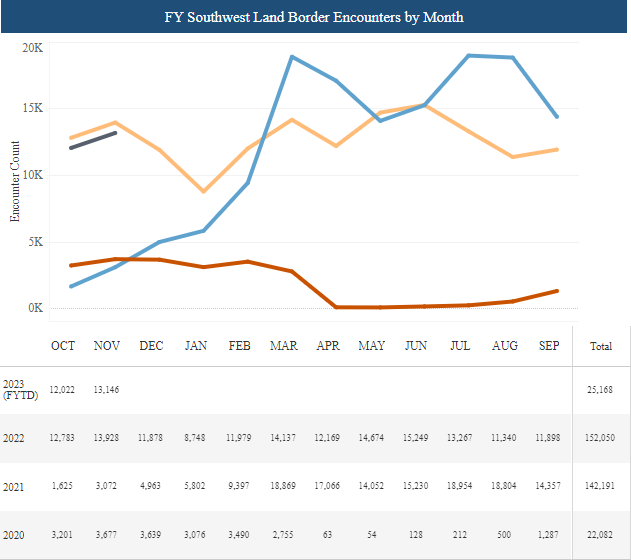 FY Southwest Land Border Encounters by Month
20K
15K
10K
5K
0K
Encounter Count
OCT NOV DEC JAN FEB MAR APR MAY JUN JUL AUG SEP Total
2023
(FYTD) 12,022 13,146 25,168
2022 12,783 13,928 11,878 8,748 11,979 14,137 12,169 14,674 15,249 13,267 11,340 11,898 152,050
2021 1,625 3,072 4,963 5,802 9,397 18,869 17,066 14,052 15,230 18,954 18,804 14,357 142,191
2020 3,201 3,677 3,639 3,076 3,490 2,755 63 54 128 212 500 1,287 22,082